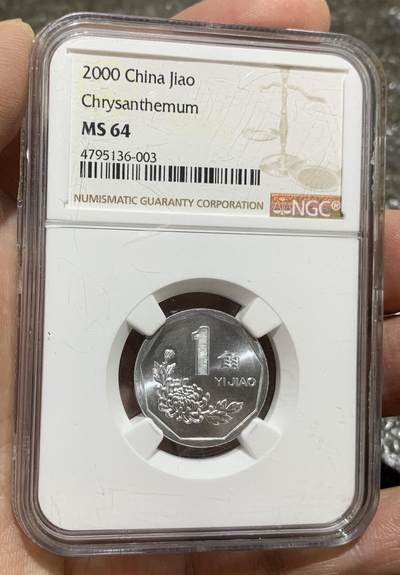 2000 China Jiao
Chrysanthemum
MS 64
4795136-003
NUMISMATIC GUARANTY CORPORATION NGC®
1角
YI JIAO